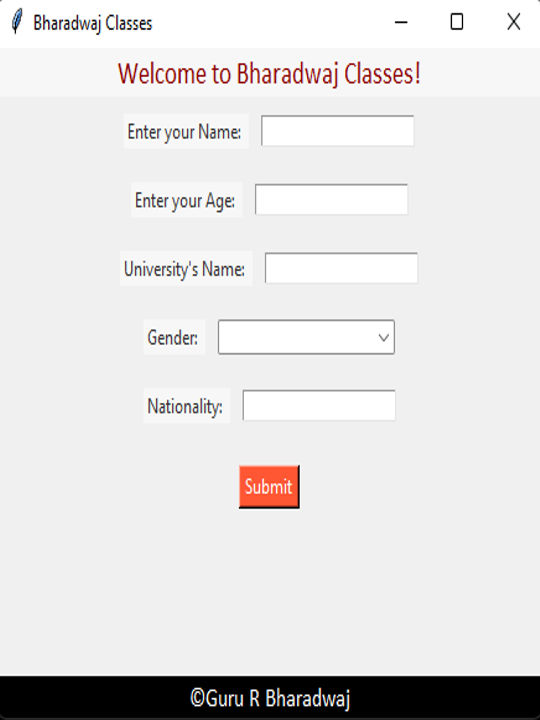 Bharadwaj Classes
Welcome to Bharadwaj Classes!
Enter your Name:
Enter your Age:
University's Name:
Gender:
Nationality:
Submit
©Guru R Bharadwaj